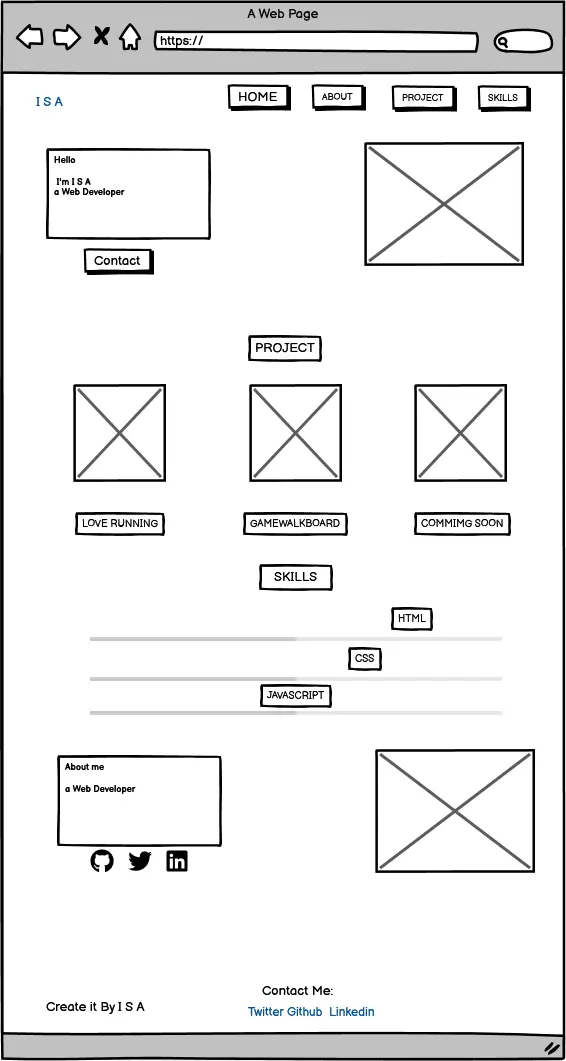 A Web Page
https://
I S A
HOME ABOUT PROJECT SKILLS
Hello
I'm I S A
a Web Developer
Contact
PROJECT
LOVE RUNNING GAMEWALKBOARD COMMIMG SOON
SKILLS
HTML
CSS
JAVASCRIPT
About me
a Web Developer
in
Contact Me:
Create it By I S A
Twitter Github Linkedin